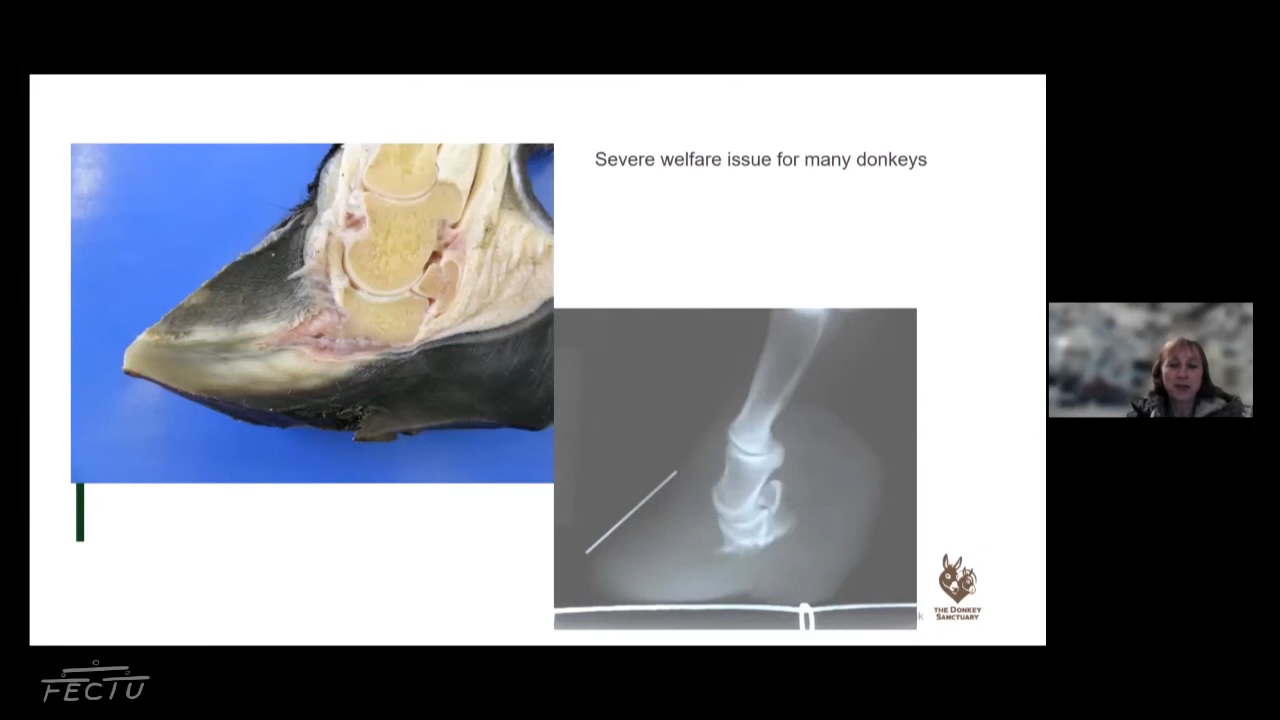 Severe welfare issue for many donkeys
k
THE DONKEY
SANCTUARY
FECTU